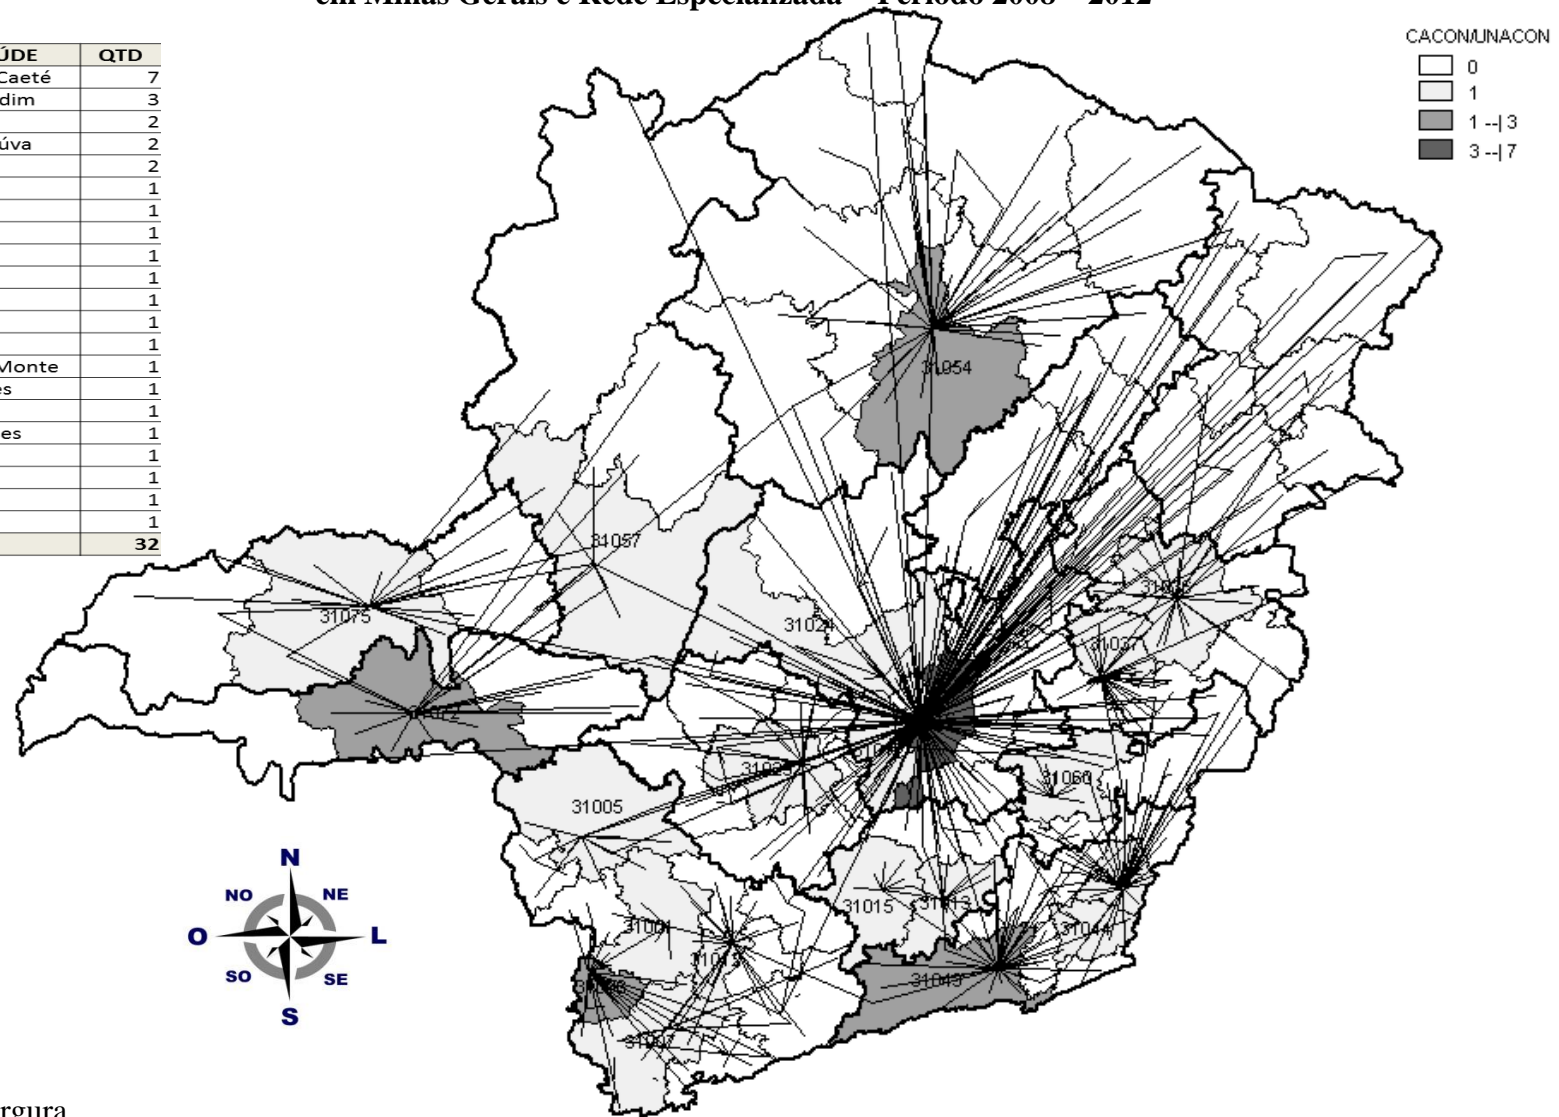 em Minas Gerais e Rede Especializada – Período 2008 – 2012
ÚDE QTD
Caeté 7
dim 3
2
úva 2
2
1
1
1
1
1
1
1
1
Monte 1
es 1
1
es 1
1
1
1
1
32
CACON/UNACON
0
1
1 --| 3
3 --| 7
31054
31057
31075
31037
31060
31005
31015
31013
31001
31044
31043
N
NO NE
O L
SO SE
S
rgura